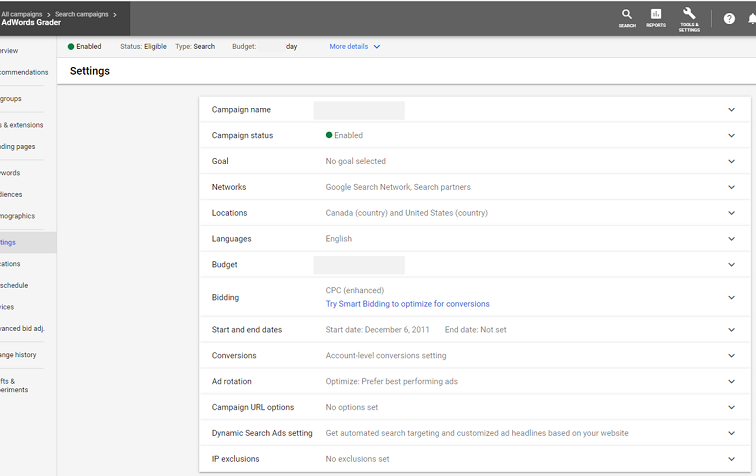 All campaigns > Search campaigns >
AdWords Grader
SEARCH
REPORTS
TOOLS &
SETTINGS
Enabled Status: Eligible Type: Search Budget: day More details
Settings
erview
commendations
groups
s & extensions
ding pages
words
diences
mographics
tings
cations
schedule
vices
vanced bid adj.
ange history
fts &
periments
Campaign name
Campaign status Enabled
Goal No goal selected
Networks Google Search Network, Search partners
Locations Canada (country) and United States (country)
Languages English
Budget
Bidding CPC (enhanced)
Try Smart Bidding to optimize for conversions
Start and end dates Start date: December 6, 2011 End date: Not set
Conversions Account-level conversions setting
Ad rotation Optimize: Prefer best performing ads
Campaign URL options No options set
Dynamic Search Ads setting Get automated search targeting and customized ad headlines based on your website
IP exclusions No exclusions set